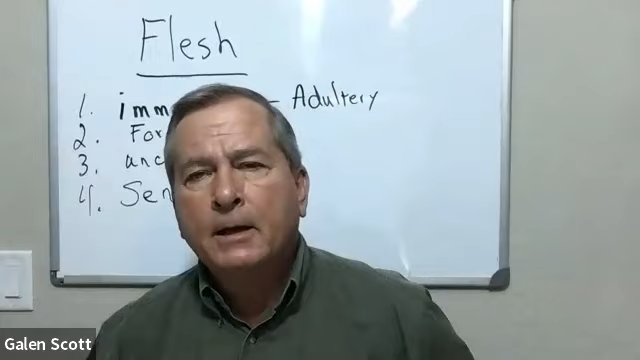 Flesh
1. imm - Adultery
2. For
3. unc
4. Sen
Galen Scott